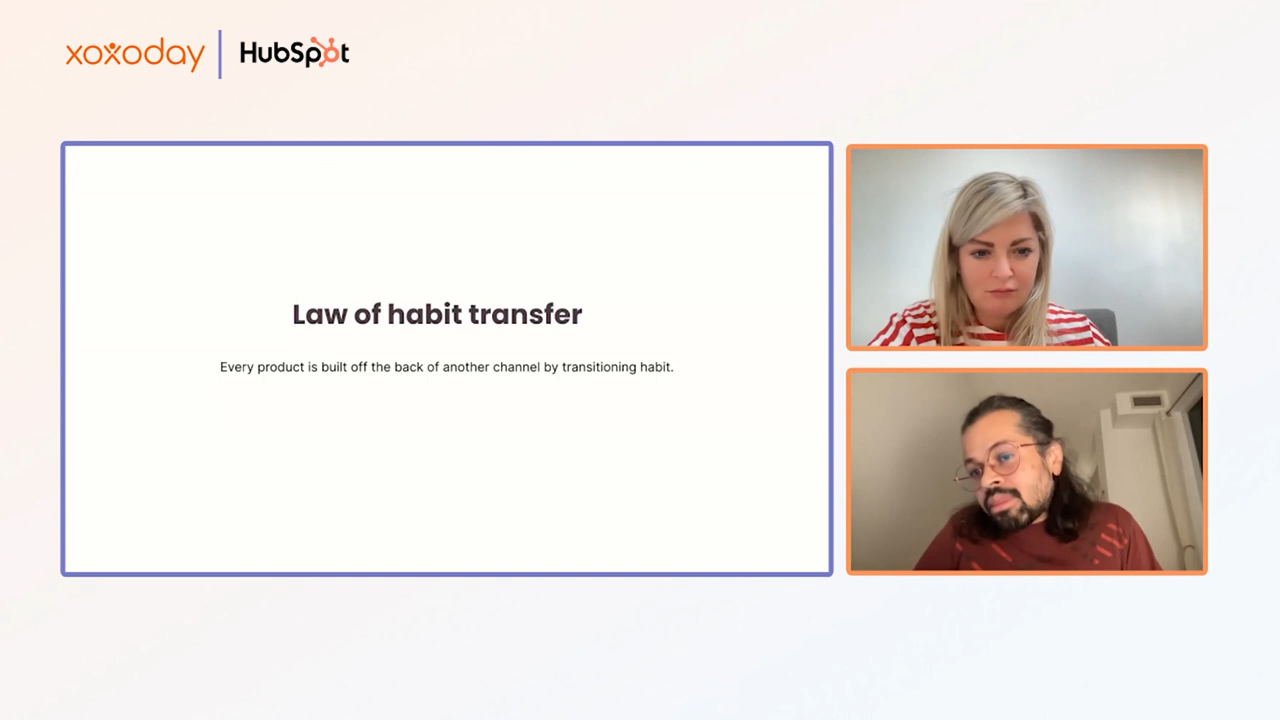 xoxoday | HubSpot
Law of habit transfer
Every product is built off the back of another channel by transitioning habit.